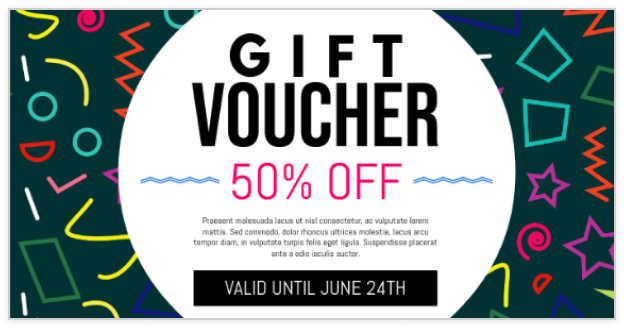 GIFT
VOUCHER
50% OFF
Praesent malesuada lacus ut nisl consectetur, ac vulputate lorem
mattis. Sed commodo, dolor rhoncus ultrices molestie, lacus arcu
tempor diam, in vulputate turpis felis eget ligula. Suspendisse placerat
ante a odio iaculis auctor.
VALID UNTIL JUNE 24TH